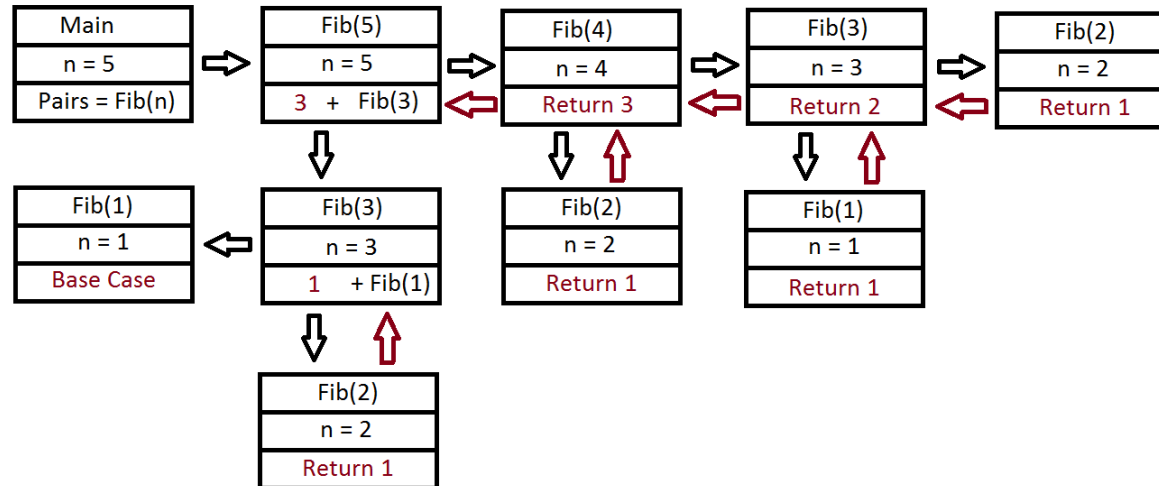 Main
n = 5
Pairs = Fib(n)
Fib(5)
n = 5
3 + Fib(3)
Fib(4)
n = 4
Return 3
Fib(3)
n = 3
Return 2
Fib(2)
n = 2
Return 1
Fib(1)
n = 1
Base Case
Fib(3)
n = 3
1 + Fib(1)
Fib(2)
n = 2
Return 1
Fib(1)
n = 1
Return 1
Fib(2)
n = 2
Return 1